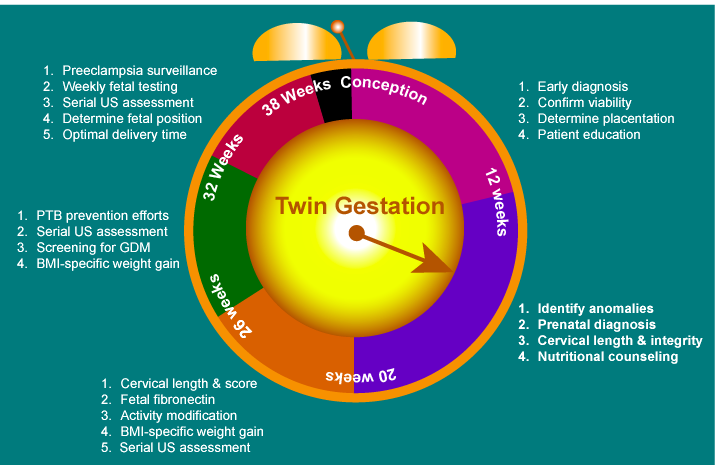 1. Preeclampsia surveillance
2. Weekly fetal testing
3. Serial US assessment
4. Determine fetal position
5. Optimal delivery time
38 Weeks
Conception
1. Early diagnosis
2. Confirm viability
3. Determine placentation
4. Patient education
32 Weeks
12 weeks
Twin Gestation
1. PTB prevention efforts
2. Serial US assessment
3. Screening for GDM
4. BMI-specific weight gain
26 weeks
1. Identify anomalies
2. Prenatal diagnosis
3. Cervical length & integrity
4. Nutritional counseling
20 weeks
1. Cervical length & score
2. Fetal fibronectin
3. Activity modification
4. BMI-specific weight gain
5. Serial US assessment